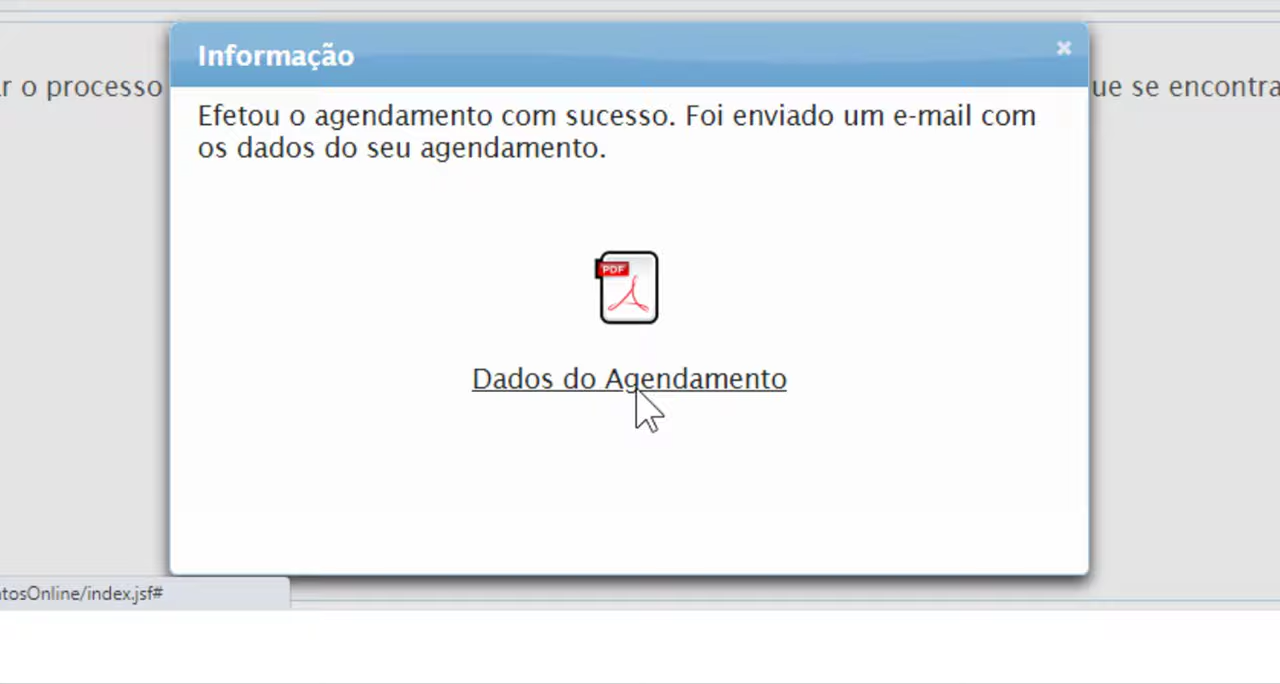 Informação
r o processo
ue se encontra
Efetou o agendamento com sucesso. Foi enviado um e-mail com
os dados do seu agendamento.
PDF
Dados do Agendamento
tosOnline/index.jsf#